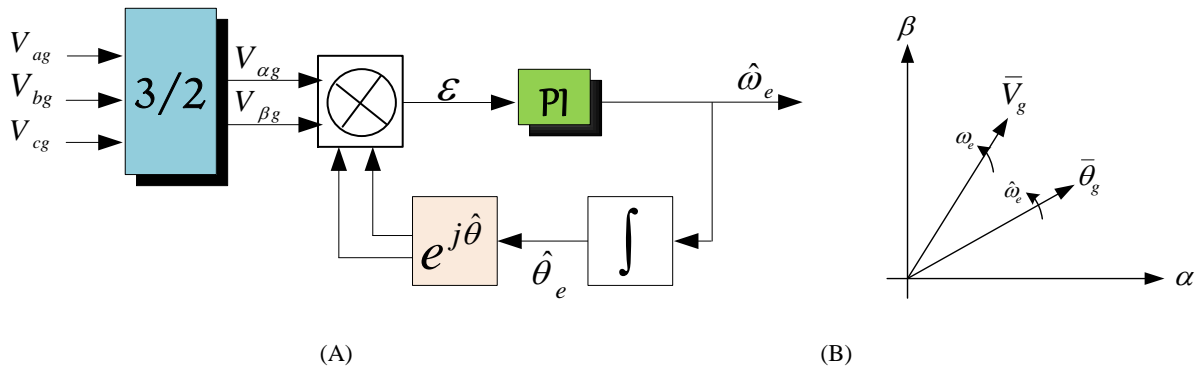 V_ag
V_bg
V_cg
3/2
V_αg
V_βg
ε
PI
ω̂_e
∫
θ̂_e
e^{jθ̂}
(A)
β
V̄_g
ω_e
θ̄_g
ω̂_e
α
(B)